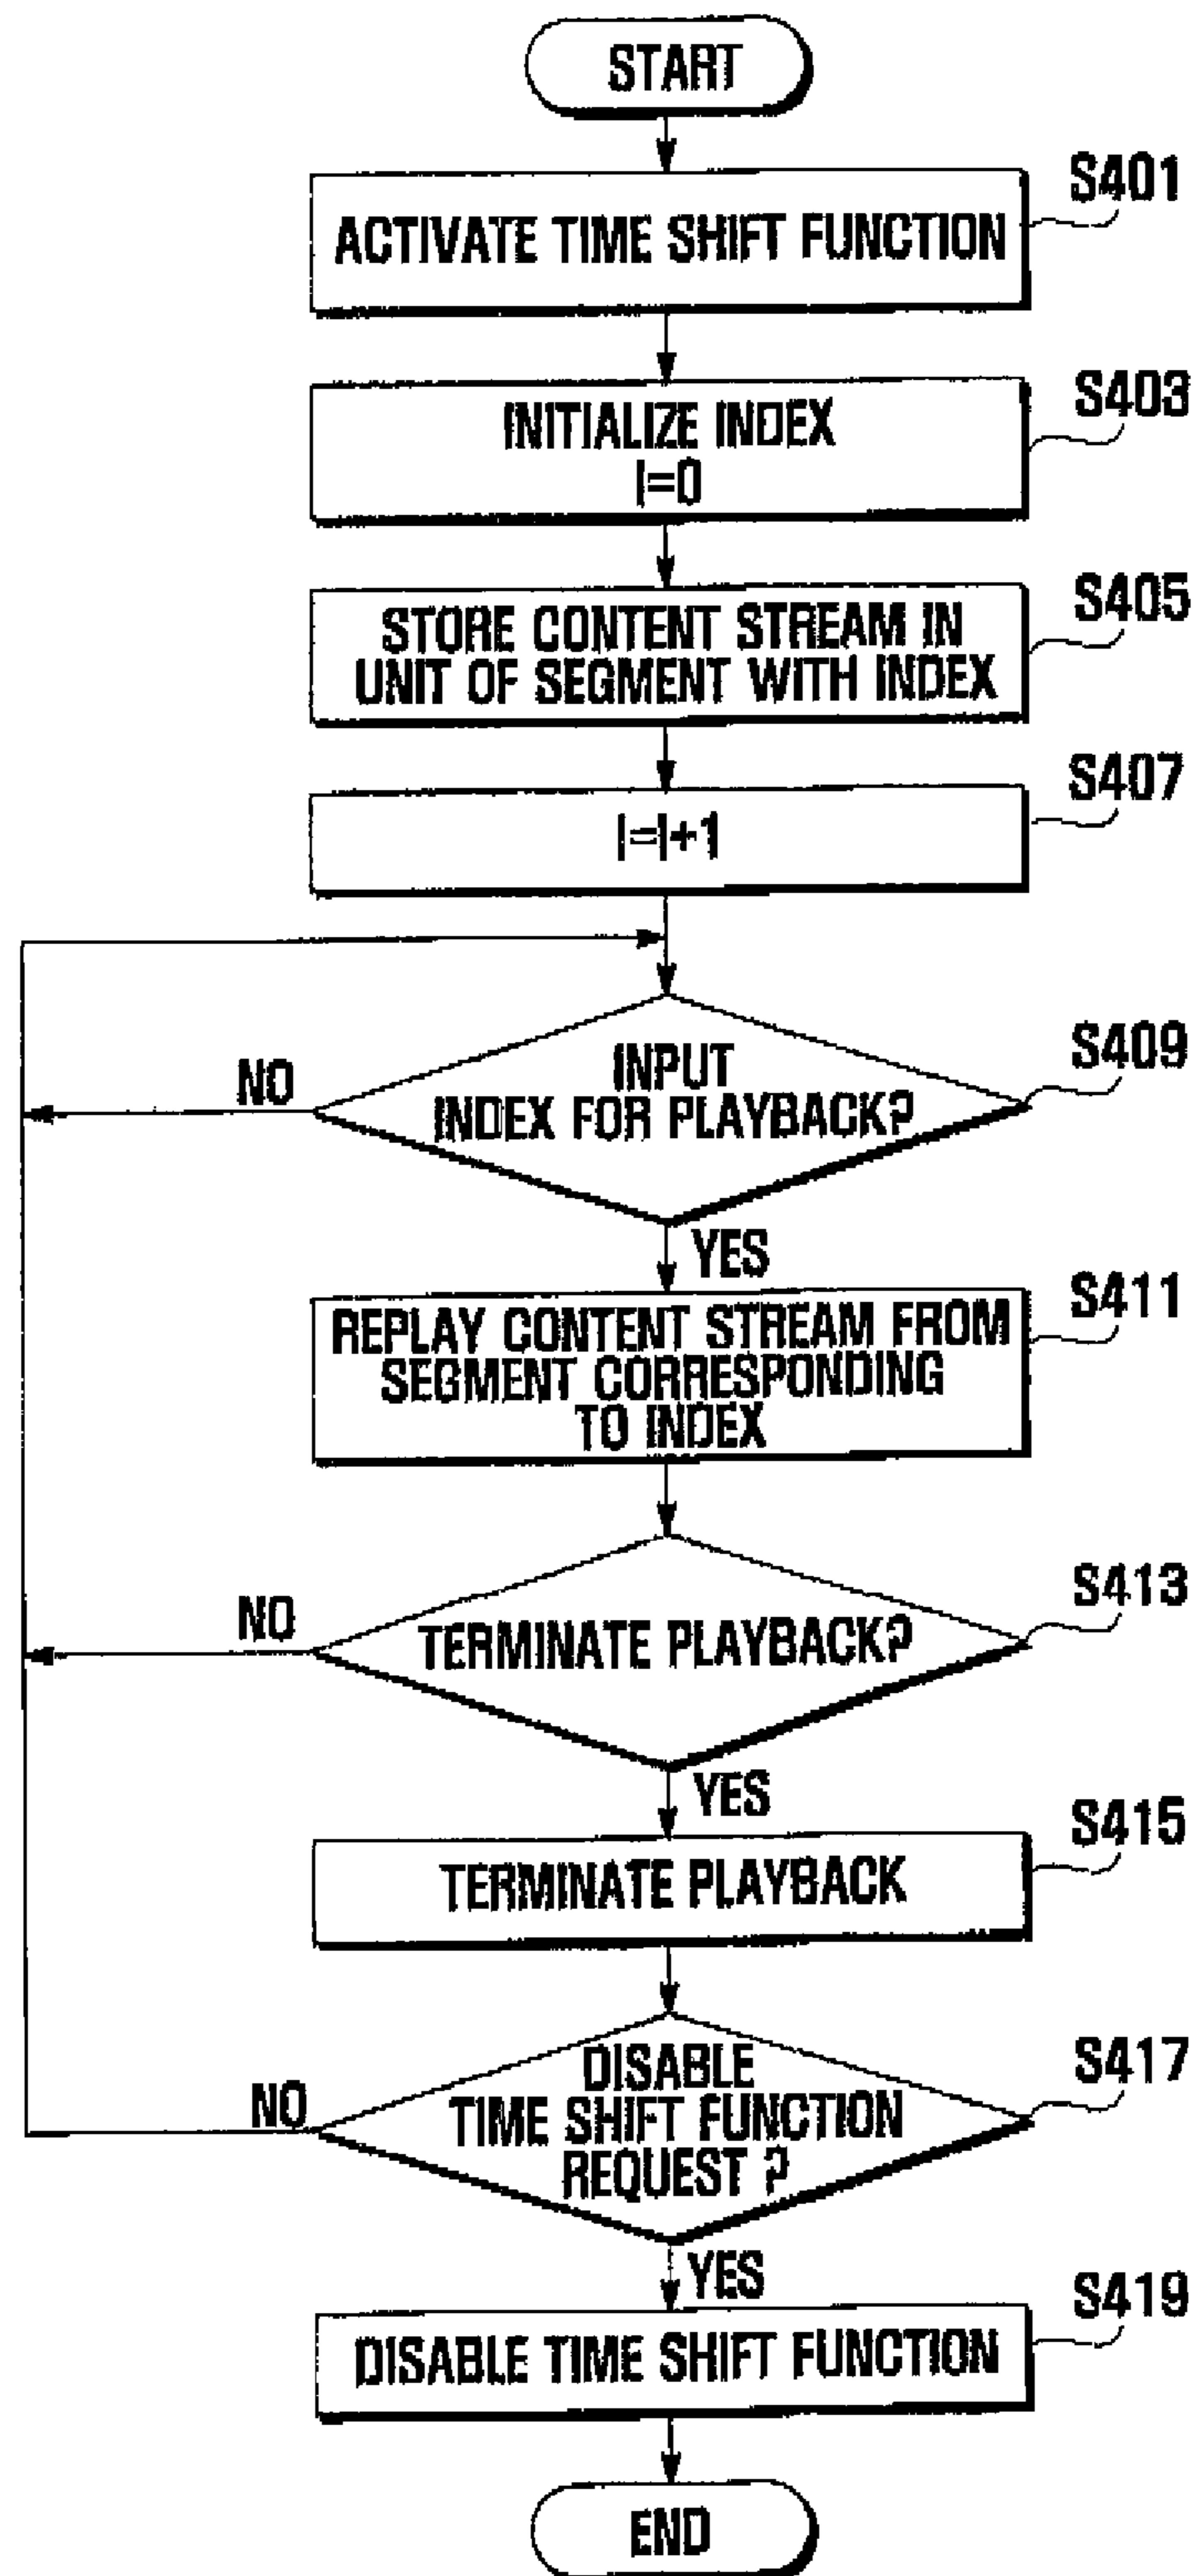 START
S401
ACTIVATE TIME SHIFT FUNCTION
S403
INITIALIZE INDEX
I=0
S405
STORE CONTENT STREAM IN
UNIT OF SEGMENT WITH INDEX
S407
I=I+1
S409
INPUT
INDEX FOR PLAYBACK?
NO
YES
S411
REPLAY CONTENT STREAM FROM
SEGMENT CORRESPONDING
TO INDEX
S413
TERMINATE PLAYBACK?
NO
YES
S415
TERMINATE PLAYBACK
S417
DISABLE
TIME SHIFT FUNCTION
REQUEST ?
NO
YES
S419
DISABLE TIME SHIFT FUNCTION
END